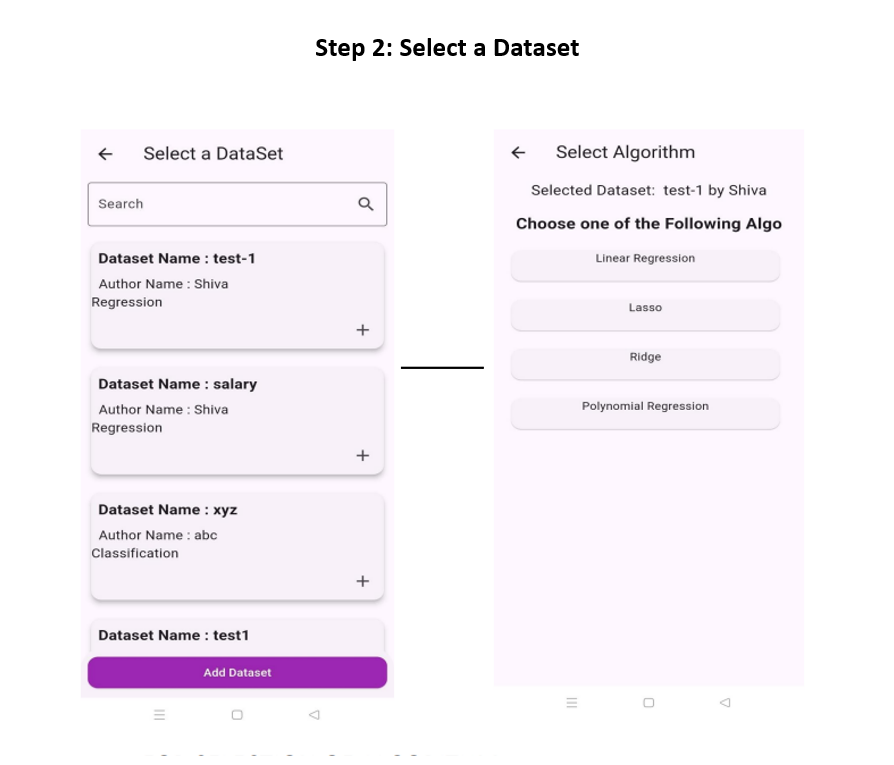 Step 2: Select a Dataset
Select a DataSet
Search
Dataset Name : test-1
Author Name : Shiva
Regression
Dataset Name : salary
Author Name : Shiva
Regression
Dataset Name : xyz
Author Name : abc
Classification
Dataset Name : test1
Add Dataset
Select Algorithm
Selected Dataset: test-1 by Shiva
Choose one of the Following Algo
Linear Regression
Lasso
Ridge
Polynomial Regression